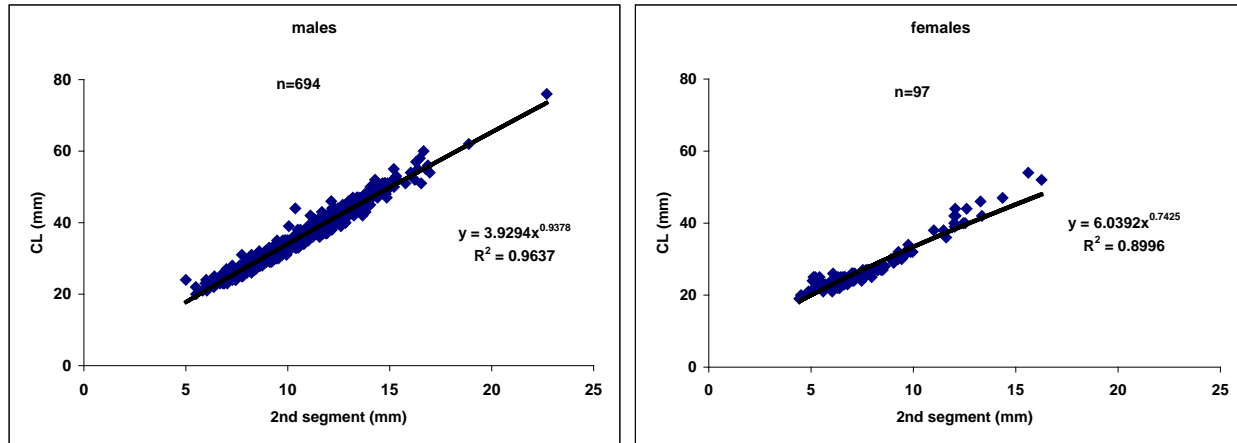 males
n=694
80
60
40
20
0
CL (mm)
y = 3.9294x^0.9378
R² = 0.9637
0 5 10 15 20 25
2nd segment (mm)
females
n=97
80
60
40
20
0
CL (mm)
y = 6.0392x^0.7425
R² = 0.8996
0 5 10 15 20 25
2nd segment (mm)